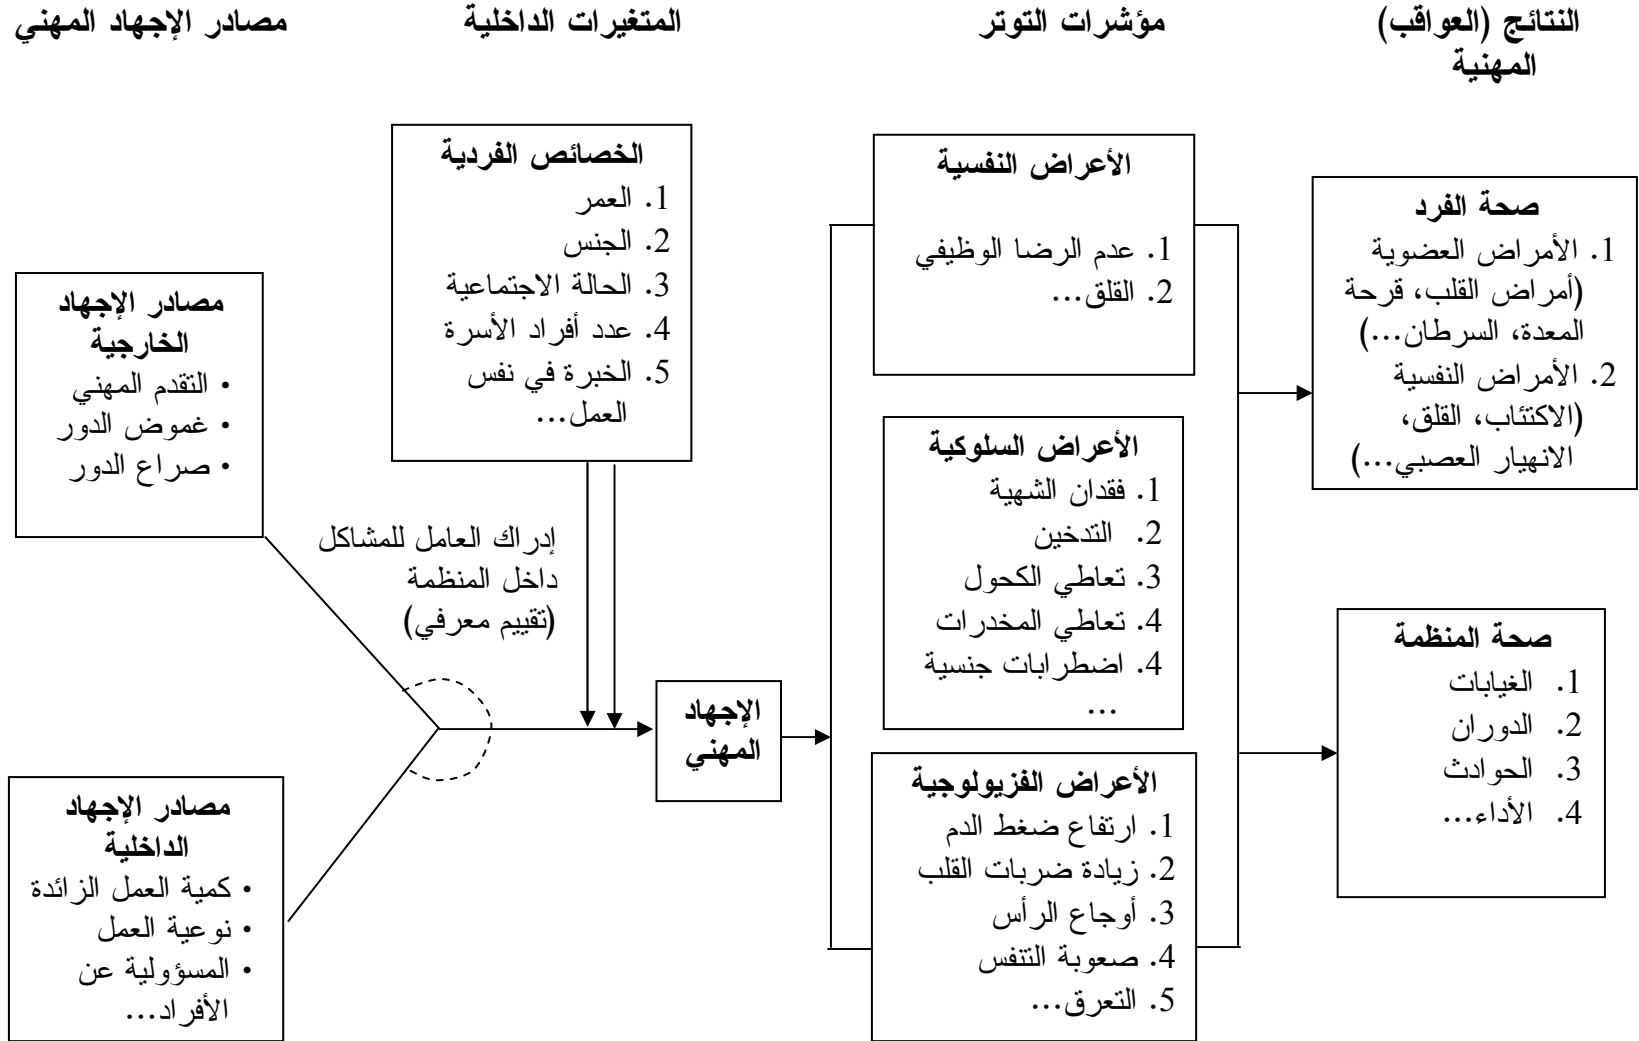 مصادر الإجهاد المهني
المتغيرات الداخلية
مؤشرات التوتر
النتائج (العواقب)
المهنية
مصادر الإجهاد
الخارجية
• التقدم المهني
• غموض الدور
• صراع الدور
مصادر الإجهاد
الداخلية
• كمية العمل الزائدة
• نوعية العمل
• المسؤولية عن
الأفراد...
الخصائص الفردية
1. العمر
2. الجنس
3. الحالة الاجتماعية
4. عدد أفراد الأسرة
5. الخبرة في نفس
العمل...
إدراك العامل للمشاكل
داخل المنظمة
(تقييم معرفي)
الإجهاد
المهني
الأعراض النفسية
1. عدم الرضا الوظيفي
2. القلق...
الأعراض السلوكية
1. فقدان الشهية
2. التدخين
3. تعاطي الكحول
4. تعاطي المخدرات
4. اضطرابات جنسية
...
الأعراض الفزيولوجية
1. ارتفاع ضغط الدم
2. زيادة ضربات القلب
3. أوجاع الرأس
4. صعوبة التنفس
5. التعرق...
صحة الفرد
1. الأمراض العضوية
(أمراض القلب، قرحة
المعدة، السرطان...)
2. الأمراض النفسية
(الاكتئاب، القلق،
الانهيار العصبي...)
صحة المنظمة
1. الغيابات
2. الدوران
3. الحوادث
4. الأداء...